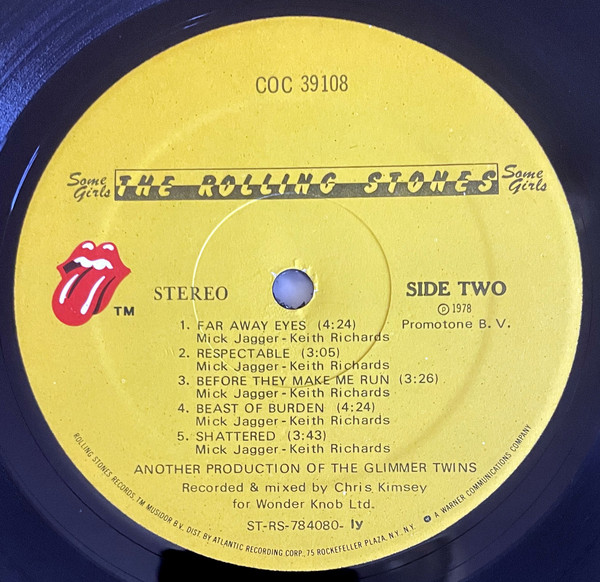 COC 39108
Some Girls
THE ROLLING STONES
Some Girls
TM
STEREO
SIDE TWO
℗ 1978
Promotone B. V.
1. FAR AWAY EYES (4:24)
Mick Jagger-Keith Richards
2. RESPECTABLE (3:05)
Mick Jagger-Keith Richards
3. BEFORE THEY MAKE ME RUN (3:26)
Mick Jagger-Keith Richards
4. BEAST OF BURDEN (4:24)
Mick Jagger-Keith Richards
5. SHATTERED (3:43)
Mick Jagger-Keith Richards
ANOTHER PRODUCTION OF THE GLIMMER TWINS
Recorded & mixed by Chris Kimsey
for Wonder Knob Ltd.
ST-RS-784080- ly
ROLLING STONES RECORDS, TM MUSIDOR B.V. DIST. BY ATLANTIC RECORDING CORP., 75 ROCKEFELLER PLAZA, N.Y. N.Y. A WARNER COMMUNICATIONS COMPANY